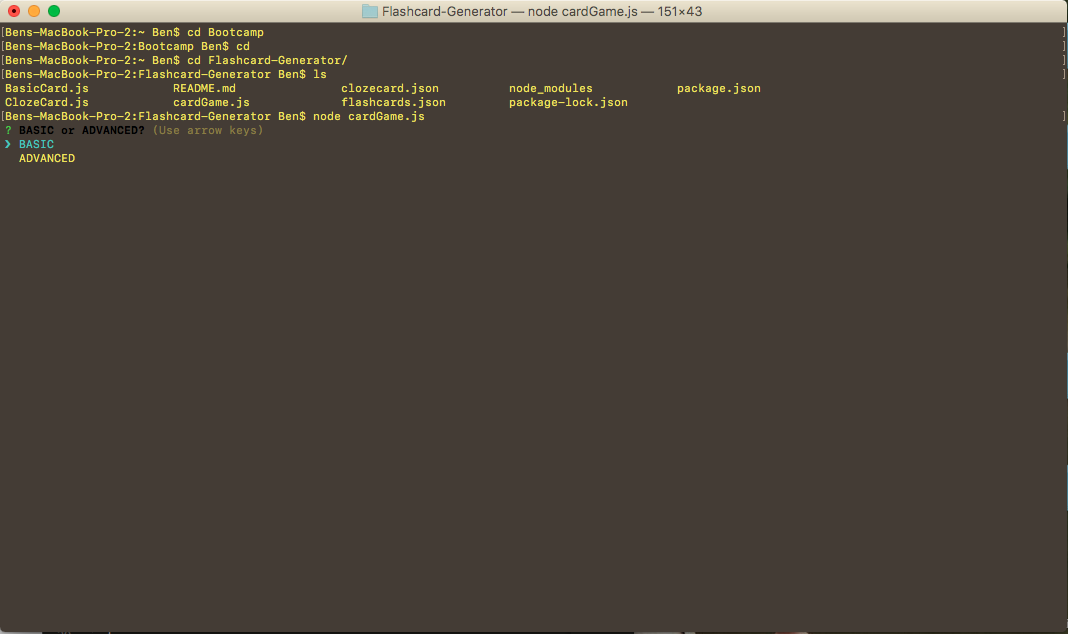 Flashcard-Generator — node cardGame.js — 151×43
[Bens-MacBook-Pro-2:~ Ben$ cd Bootcamp ]
[Bens-MacBook-Pro-2:Bootcamp Ben$ cd ]
[Bens-MacBook-Pro-2:~ Ben$ cd Flashcard-Generator/ ]
[Bens-MacBook-Pro-2:Flashcard-Generator Ben$ ls ]
BasicCard.js README.md clozecard.json node_modules package.json
ClozeCard.js cardGame.js flashcards.json package-lock.json
[Bens-MacBook-Pro-2:Flashcard-Generator Ben$ node cardGame.js ]
? BASIC or ADVANCED? (Use arrow keys)
❯ BASIC
ADVANCED